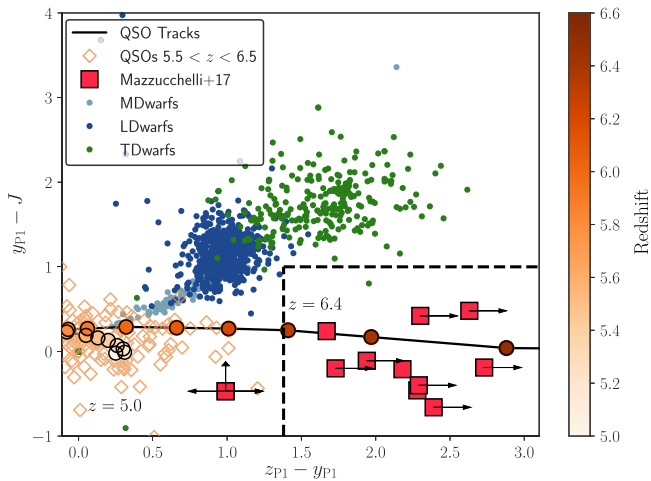 QSO Tracks
QSOs 5.5 < z < 6.5
Mazzucchelli+17
MDwarfs
LDwarfs
TDwarfs
z = 6.4
z = 5.0
4
3
2
1
0
−1
y_P1 − J
0.0
0.5
1.0
1.5
2.0
2.5
3.0
z_P1 − y_P1
6.6
6.4
6.2
6.0
5.8
5.6
5.4
5.2
5.0
Redshift